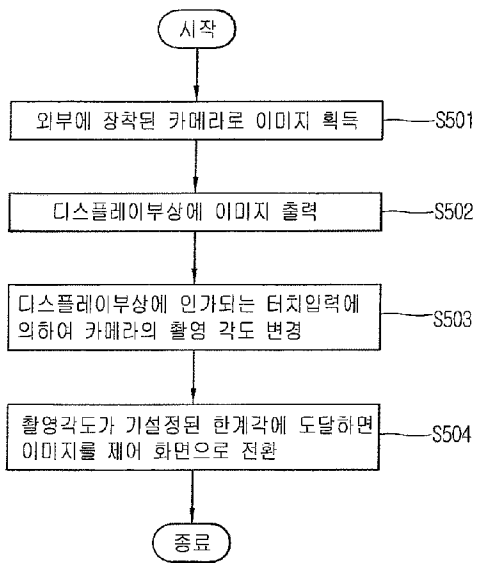 시작
외부에 장착된 카메라로 이미지 획득
S501
디스플레이부상에 이미지 출력
S502
디스플레이부상에 인가되는 터치입력에
의하여 카메라의 촬영 각도 변경
S503
촬영각도가 기설정된 한계각에 도달하면
이미지를 제어 화면으로 전환
S504
종료